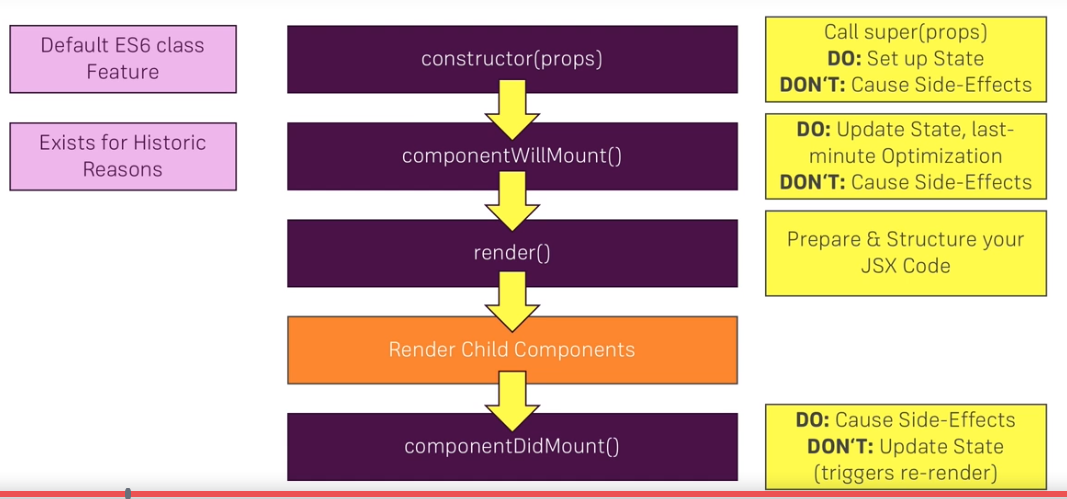 Default ES6 class
Feature
constructor(props)
Call super(props)
DO: Set up State
DON'T: Cause Side-Effects
Exists for Historic
Reasons
componentWillMount()
DO: Update State, last-
minute Optimization
DON'T: Cause Side-Effects
render()
Prepare & Structure your
JSX Code
Render Child Components
componentDidMount()
DO: Cause Side-Effects
DON'T: Update State
(triggers re-render)